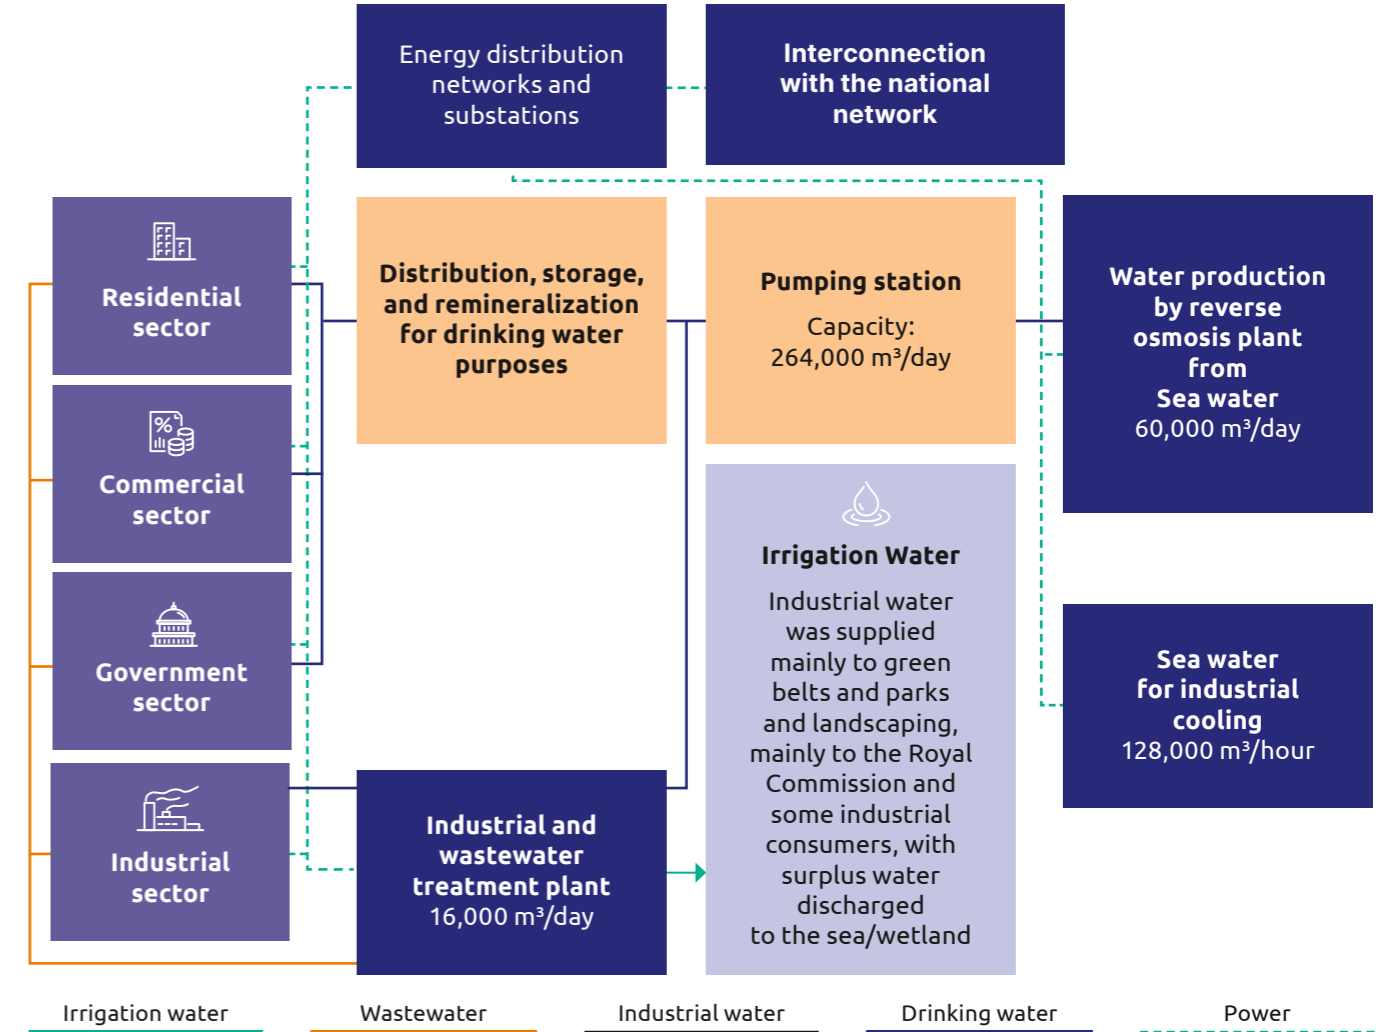 Energy distribution
networks and
substations
Interconnection
with the national
network
Residential
sector
Distribution, storage,
and remineralization
for drinking water
purposes
Pumping station
Capacity:
264,000 m³/day
Water production
by reverse
osmosis plant
from
Sea water
60,000 m³/day
%
Commercial
sector
Irrigation Water
Industrial water
was supplied
mainly to green
belts and parks
and landscaping,
mainly to the Royal
Commission and
some industrial
consumers, with
surplus water
discharged
to the sea/wetland
Government
sector
Sea water
for industrial
cooling
128,000 m³/hour
Industrial
sector
Industrial and
wastewater
treatment plant
16,000 m³/day
Irrigation water
Wastewater
Industrial water
Drinking water
Power